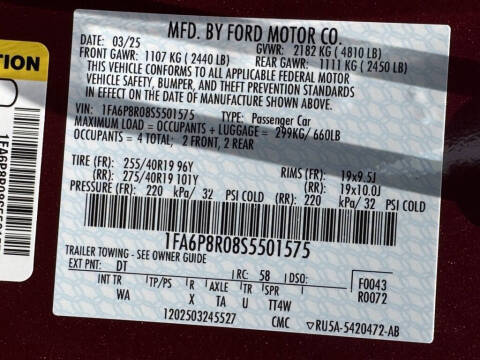 MFD. BY FORD MOTOR CO.
DATE: 03/25 GVWR: 2182 KG (4810 LB)
FRONT GAWR: 1107 KG (2440 LB) REAR GAWR: 1111 KG (2450 LB)
THIS VEHICLE CONFORMS TO ALL APPLICABLE FEDERAL MOTOR
VEHICLE SAFETY, BUMPER, AND THEFT PREVENTION STANDARDS
IN EFFECT ON THE DATE OF MANUFACTURE SHOWN ABOVE.
VIN: 1FA6P8R08S5501575 TYPE: Passenger Car
MAXIMUM LOAD = OCCUPANTS + LUGGAGE = 299KG/ 660LB
OCCUPANTS = 4 TOTAL; 2 FRONT, 2 REAR
TIRE (FR): 255/40R19 96Y RIMS (FR): 19x9.5J
(RR): 275/40R19 101Y (RR): 19x10.0J
PRESSURE (FR): 220 kPa/ 32 PSI COLD (RR): 220 kPa/ 32 PSI COLD
1FA6P8R08S5501575
TRAILER TOWING - SEE OWNER GUIDE
EXT PNT: DT RC: 58 DSO: F0043
R0072
INT TR TP/PS R AXLE TR SPR
WA X TA U TT4W
1202503245527 CMC RU5A-5420472-AB
TION